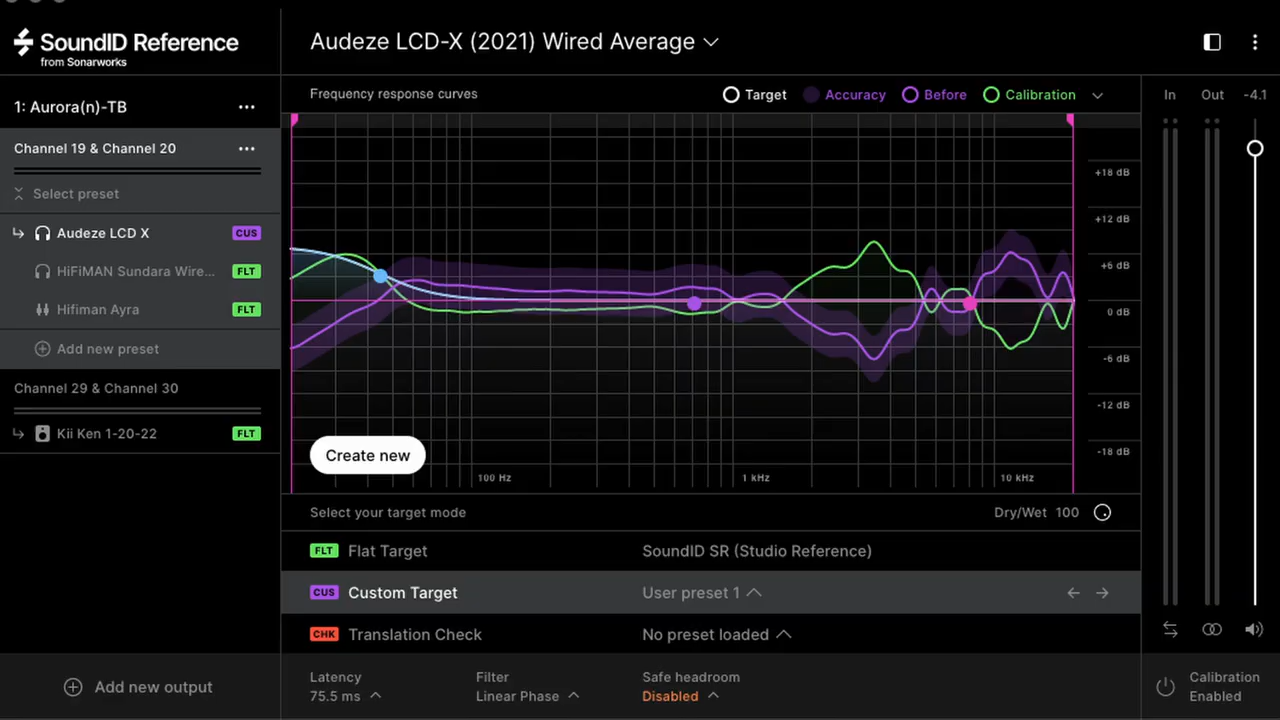 SoundID Reference
from Sonarworks
Audeze LCD-X (2021) Wired Average
1: Aurora(n)-TB
Channel 19 & Channel 20
Select preset
Audeze LCD X CUS
HiFiMAN Sundara Wire... FLT
Hifiman Ayra FLT
Add new preset
Channel 29 & Channel 30
Kii Ken 1-20-22 FLT
Add new output
Frequency response curves
Target Accuracy Before Calibration
In Out -4.1
+18 dB
+12 dB
+6 dB
0 dB
-6 dB
-12 dB
-18 dB
Create new
100 Hz 1 kHz 10 kHz
Select your target mode
Dry/Wet 100
FLT Flat Target SoundID SR (Studio Reference)
CUS Custom Target User preset 1
CHK Translation Check No preset loaded
Latency
75.5 ms
Filter
Linear Phase
Safe headroom
Disabled
Calibration
Enabled